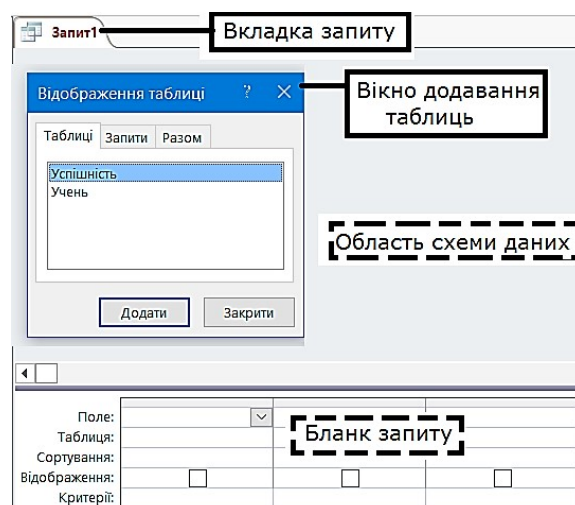 Запит1
Вкладка запиту
Відображення таблиці ? ✕
Вікно додавання
таблиць
Таблиці Запити Разом
Успішність
Учень
Область схеми даних
Додати Закрити
Поле:
Бланк запиту
Таблиця:
Сортування:
Відображення:
Критерії: